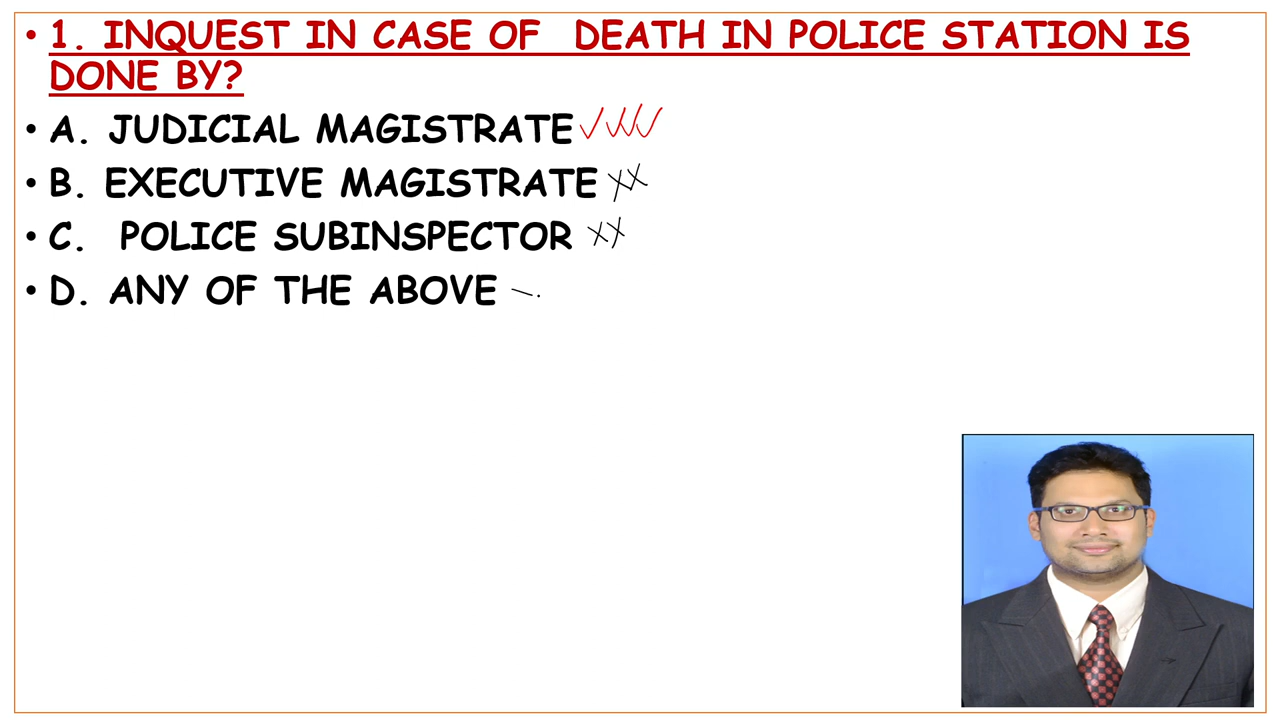 • 1. INQUEST IN CASE OF DEATH IN POLICE STATION IS
DONE BY?
• A. JUDICIAL MAGISTRATE
• B. EXECUTIVE MAGISTRATE
• C. POLICE SUBINSPECTOR
• D. ANY OF THE ABOVE